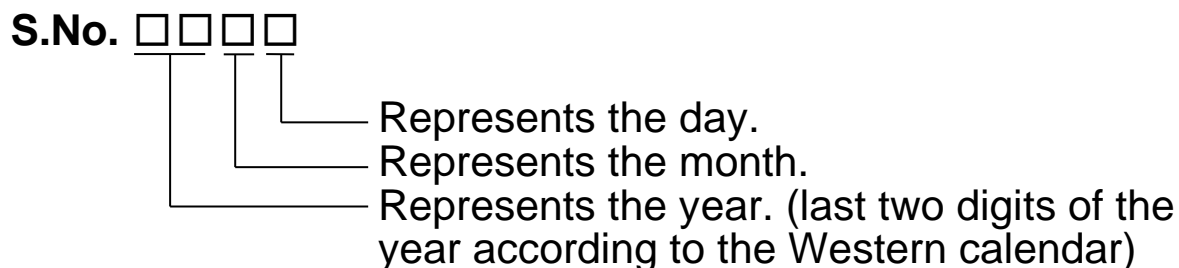 S.No. □□□□
Represents the day.
Represents the month.
Represents the year. (last two digits of the
year according to the Western calendar)